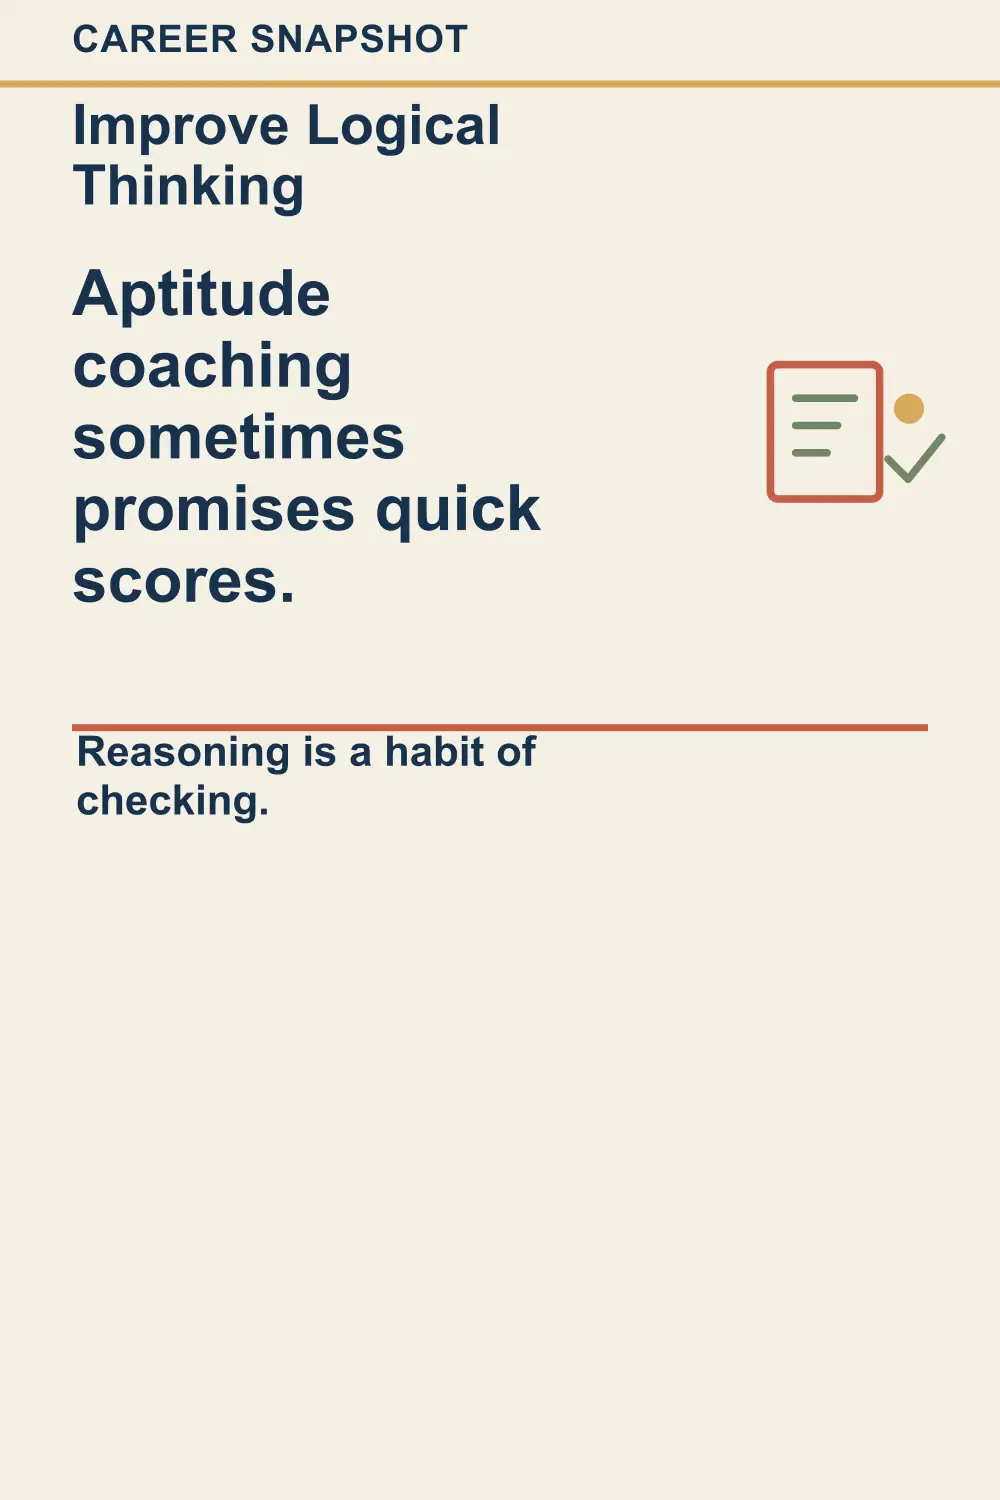 CAREER SNAPSHOT
Improve Logical
Thinking
Aptitude
coaching
sometimes
promises quick
scores.
Reasoning is a habit of
checking.